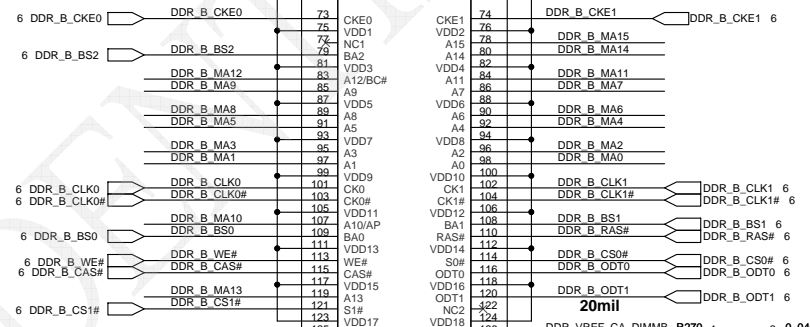 6 DDR_B_CKE0 DDR_B_CKE0 73 CKE0 CKE1 74 DDR_B_CKE1 DDR_B_CKE1 6
75 VDD1 VDD2 76
77 NC1 A15 78 DDR_B_MA15
6 DDR_B_BS2 DDR_B_BS2 79 BA2 A14 80 DDR_B_MA14
81 VDD3 VDD4 82
DDR_B_MA12 83 A12/BC# A11 84 DDR_B_MA11
DDR_B_MA9 85 A9 A7 86 DDR_B_MA7
87 VDD5 VDD6 88
DDR_B_MA8 89 A8 A6 90 DDR_B_MA6
DDR_B_MA5 91 A5 A4 92 DDR_B_MA4
93 VDD7 VDD8 94
DDR_B_MA3 95 A3 A2 96 DDR_B_MA2
DDR_B_MA1 97 A1 A0 98 DDR_B_MA0
99 VDD9 VDD10 100
6 DDR_B_CLK0 DDR_B_CLK0 101 CK0 CK1 102 DDR_B_CLK1 DDR_B_CLK1 6
6 DDR_B_CLK0# DDR_B_CLK0# 103 CK0# CK1# 104 DDR_B_CLK1# DDR_B_CLK1# 6
105 VDD11 VDD12 106
DDR_B_MA10 107 A10/AP BA1 108 DDR_B_BS1 DDR_B_BS1 6
6 DDR_B_BS0 DDR_B_BS0 109 BA0 RAS# 110 DDR_B_RAS# DDR_B_RAS# 6
111 VDD13 VDD14 112
6 DDR_B_WE# DDR_B_WE# 113 WE# S0# 114 DDR_B_CS0# DDR_B_CS0# 6
6 DDR_B_CAS# DDR_B_CAS# 115 CAS# ODT0 116 DDR_B_ODT0 DDR_B_ODT0 6
117 VDD15 VDD16 118
DDR_B_MA13 119 A13 ODT1 120 DDR_B_ODT1 DDR_B_ODT1 6
6 DDR_B_CS1# DDR_B_CS1# 121 S1# NC2 122 20mil
123 VDD17 VDD18 124